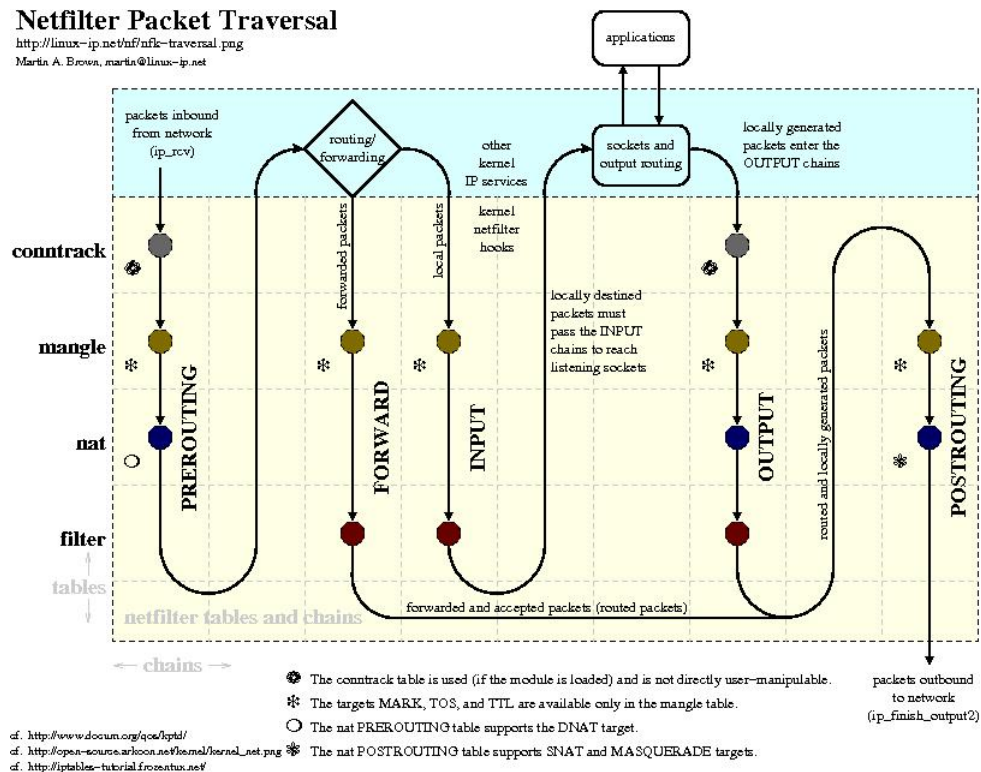 Netfilter Packet Traversal
http://linux-ip.net/nf/nfk-traversal.png
Martin A. Brown, martin@linux-ip.net
applications
packets inbound
from network
(ip_rcv)
routing/
forwarding
other
kernel
IP services
kernel
netfilter
hooks
sockets and
output routing
locally generated
packets enter the
OUTPUT chains
conntrack
mangle
nat
filter
tables
forwarded packets
local packets
locally destined
packets must
pass the INPUT
chains to reach
listening sockets
PREROUTING
FORWARD
INPUT
OUTPUT
routed and locally generated packets
POSTROUTING
forwarded and accepted packets (routed packets)
netfilter tables and chains
chains
The conntrack table is used (if the module is loaded) and is not directly user-manipulable.
The targets MARK, TOS, and TTL are available only in the mangle table.
The nat PREROUTING table supports the DNAT target.
The nat POSTROUTING table supports SNAT and MASQUERADE targets.
packets outbound
to network
(ip_finish_output2)
cf. http://www.docum.org/qos/kptd/
cf. http://open-source.arkoon.net/kernel/kernel_net.png
cf. http://iptables-tutorial.frozentux.net/